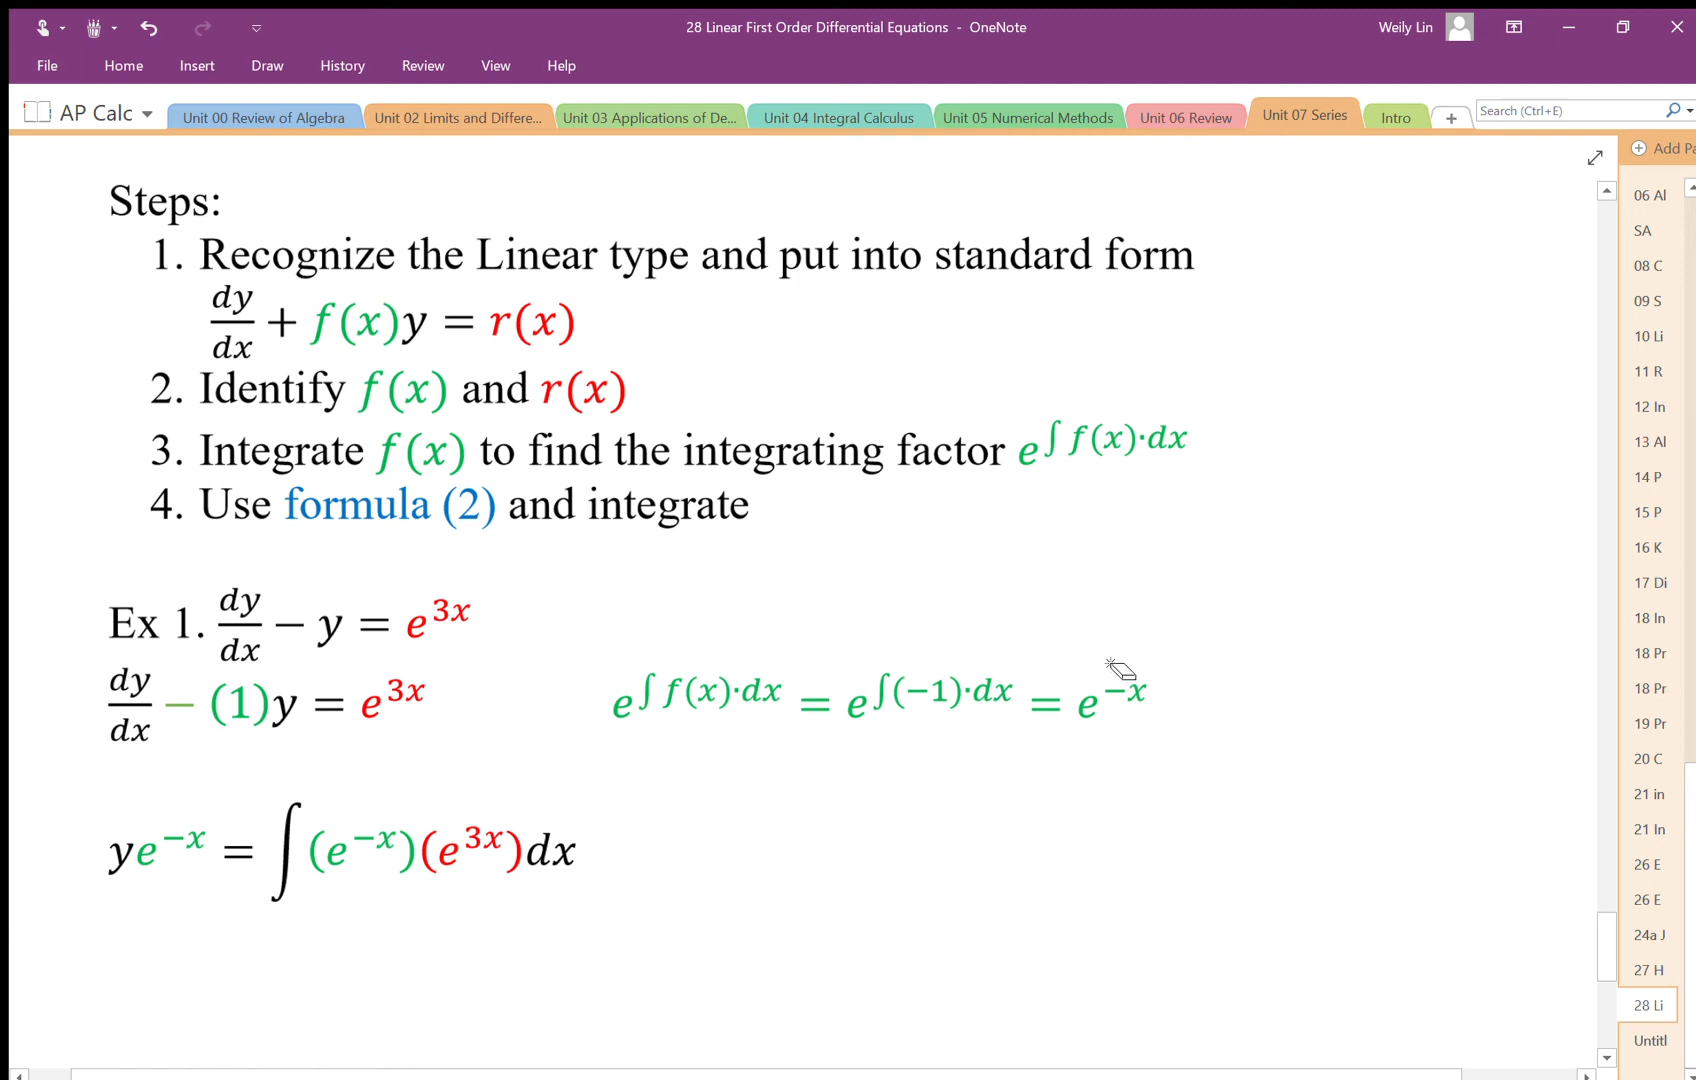 28 Linear First Order Differential Equations - OneNote
Weily Lin
File Home Insert Draw History Review View Help
AP Calc
Unit 00 Review of Algebra
Unit 02 Limits and Differe...
Unit 03 Applications of De...
Unit 04 Integral Calculus
Unit 05 Numerical Methods
Unit 06 Review
Unit 07 Series
Intro
+
Search (Ctrl+E)
Steps:
1. Recognize the Linear type and put into standard form
dy/dx + f(x)y = r(x)
2. Identify f(x) and r(x)
3. Integrate f(x) to find the integrating factor e^{∫ f(x)·dx}
4. Use formula (2) and integrate
Ex 1. dy/dx − y = e^{3x}
dy/dx − (1)y = e^{3x}
e^{∫ f(x)·dx} = e^{∫(−1)·dx} = e^{−x}
ye^{−x} = ∫(e^{−x})(e^{3x})dx
Add Pa
06 Al
SA
08 C
09 S
10 Li
11 R
12 In
13 Al
14 P
15 P
16 K
17 Di
18 In
18 Pr
18 Pr
19 Pr
20 C
21 in
21 In
26 E
26 E
24a J
27 H
28 Li
Untitl